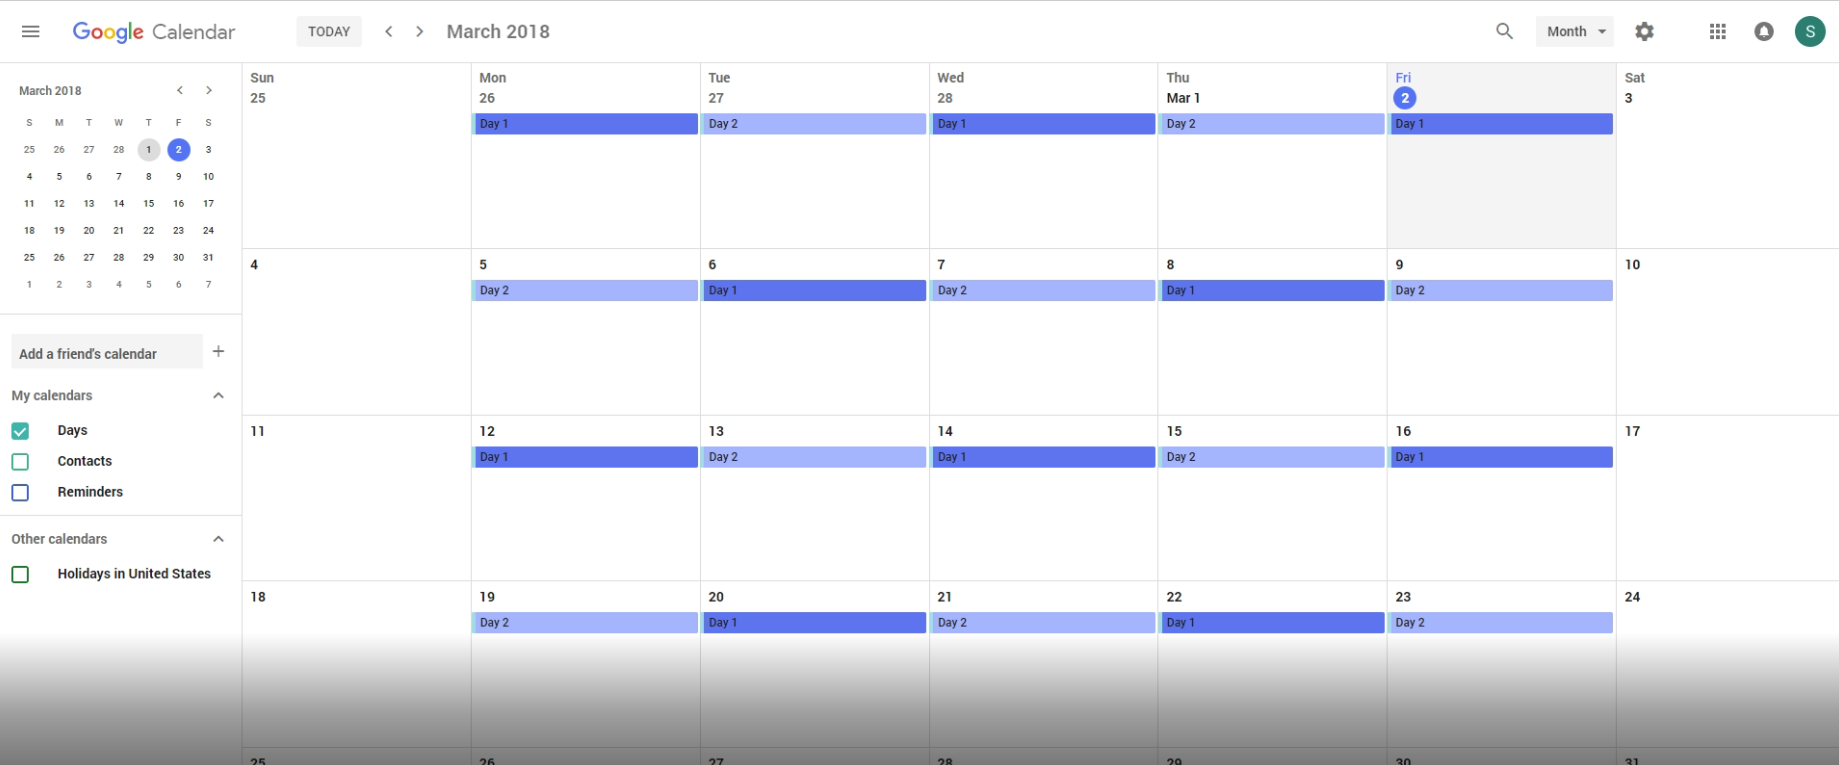 Google Calendar
TODAY
March 2018
Month
S
March 2018
S M T W T F S
25 26 27 28 1 2 3
4 5 6 7 8 9 10
11 12 13 14 15 16 17
18 19 20 21 22 23 24
25 26 27 28 29 30 31
1 2 3 4 5 6 7
Add a friend's calendar
My calendars
Days
Contacts
Reminders
Other calendars
Holidays in United States
Sun Mon Tue Wed Thu Fri Sat
25 26 27 28 Mar 1 2 3
Day 1 Day 2 Day 1 Day 2 Day 1
4 5 6 7 8 9 10
Day 2 Day 1 Day 2 Day 1 Day 2
11 12 13 14 15 16 17
Day 1 Day 2 Day 1 Day 2 Day 1
18 19 20 21 22 23 24
Day 2 Day 1 Day 2 Day 1 Day 2
25 26 27 28 29 30 31